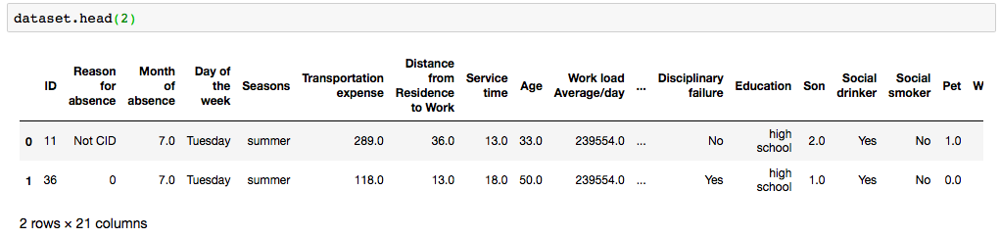 dataset.head(2)
ID Reason for absence Month of absence Day of the week Seasons Transportation expense Distance from Residence to Work Service time Age Work load Average/day ... Disciplinary failure Education Son Social drinker Social smoker Pet W
0 11 Not CID 7.0 Tuesday summer 289.0 36.0 13.0 33.0 239554.0 ... No high school 2.0 Yes No 1.0
1 36 0 7.0 Tuesday summer 118.0 13.0 18.0 50.0 239554.0 ... Yes high school 1.0 Yes No 0.0
2 rows × 21 columns